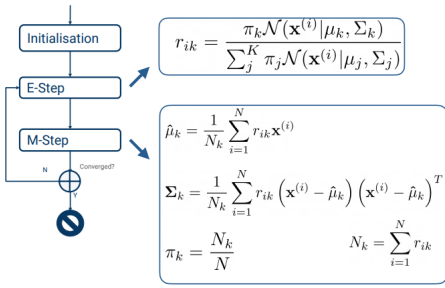 Initialisation
E-Step
M-Step
N
Converged?
Y
r_{ik} = \frac{\pi_k \mathcal{N}(\mathbf{x}^{(i)}|\mu_k, \Sigma_k)}{\sum_j^K \pi_j \mathcal{N}(\mathbf{x}^{(i)}|\mu_j, \Sigma_j)}
\hat{\mu}_k = \frac{1}{N_k} \sum_{i=1}^{N} r_{ik} \mathbf{x}^{(i)}
\mathbf{\Sigma}_k = \frac{1}{N_k} \sum_{i=1}^{N} r_{ik} \left(\mathbf{x}^{(i)} - \hat{\mu}_k\right) \left(\mathbf{x}^{(i)} - \hat{\mu}_k\right)^T
\pi_k = \frac{N_k}{N} N_k = \sum_{i=1}^{N} r_{ik}